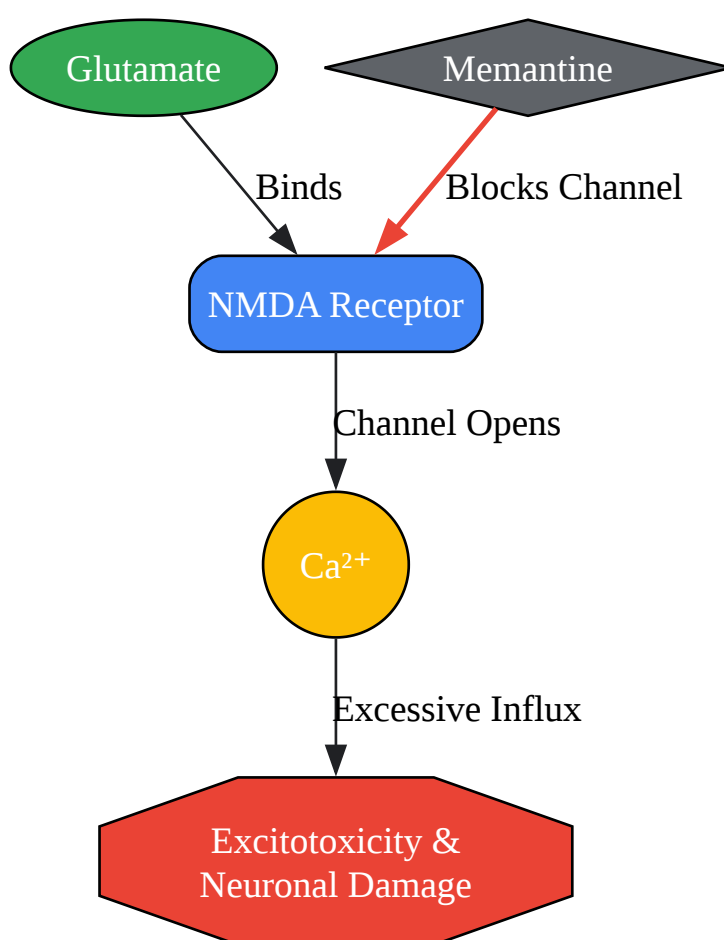 Glutamate
Memantine
Binds
Blocks Channel
NMDA Receptor
Channel Opens
Ca²⁺
Excessive Influx
Excitotoxicity &
Neuronal Damage